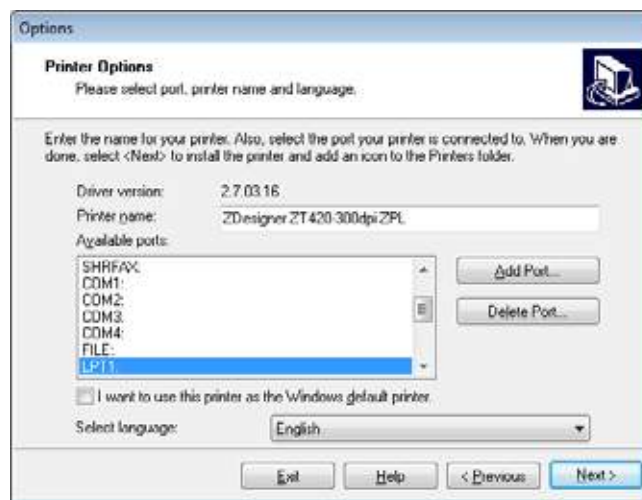 Options
Printer Options
Please select port, printer name and language.
Enter the name for your printer. Also, select the port your printer is connected to. When you are
done, select <Next> to install the printer and add an icon to the Printers folder.
Driver version: 2.7.03.16
Printer name: ZDesigner ZT420-300dpi ZPL
Available ports:
SHRFAX:
COM1:
COM2:
COM3:
COM4:
FILE:
LPT1:
Add Port...
Delete Port...
I want to use this printer as the Windows default printer.
Select language: English
Exit Help < Previous Next >